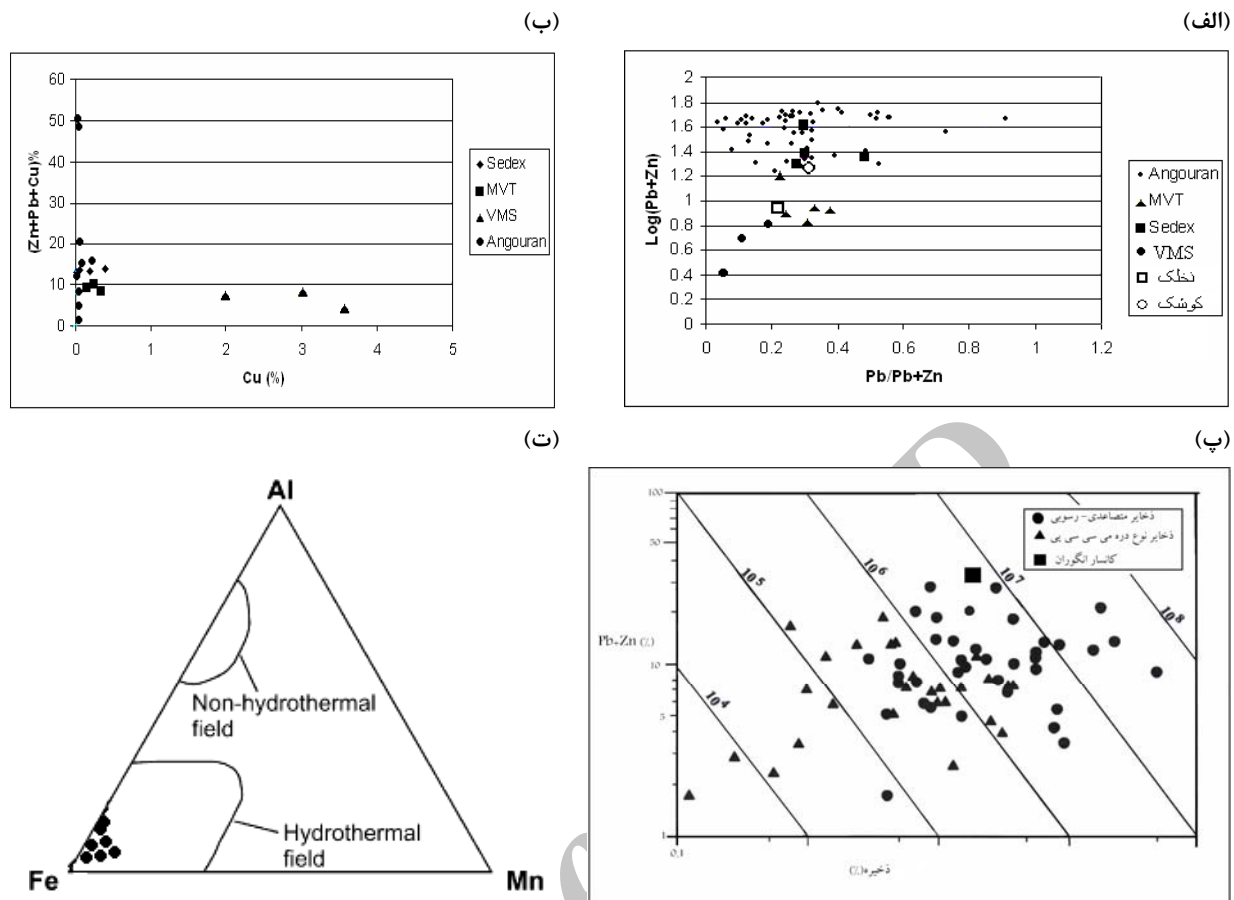 (الف)
2
1.8
1.6
1.4
1.2
1
0.8
0.6
0.4
0.2
0
0 0.2 0.4 0.6 0.8 1 1.2
Log(Pb+Zn)
Pb/Pb+Zn
Angouran
MVT
Sedex
VMS
نخلک
کوشک
(ب)
60
50
40
30
20
10
0
0 1 2 3 4 5
(Zn+Pb+Cu)%
Cu (%)
Sedex
MVT
VMS
Angouran
(پ)
100
50
10
5
1
0,1
Pb+Zn (٪)
ذخیره(٪)
ذخایر متصاعدی- رسوبی
ذخایر نوع دره می سی سی پی
کانسار انگوران
10⁴
10⁵
10⁶
10⁷
10⁸
(ت)
Al
Non-hydrothermal
field
Hydrothermal
field
Fe
Mn